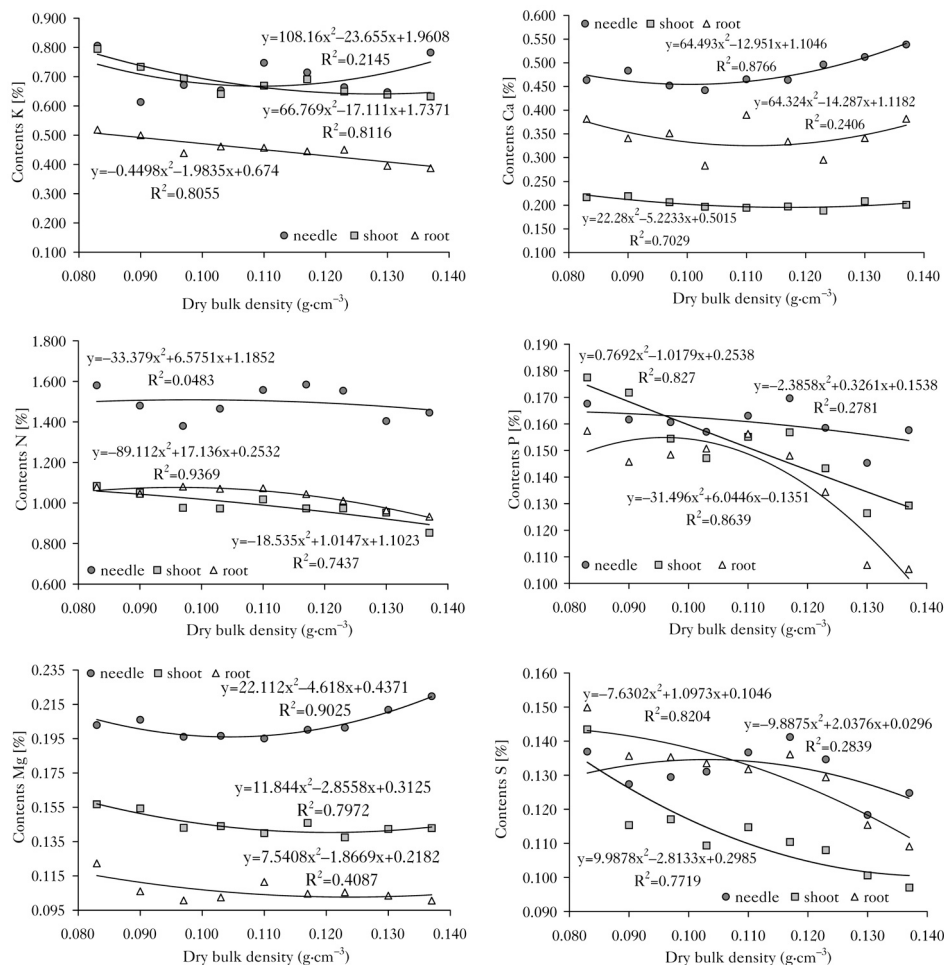 0.900
0.800
0.700
0.600
0.500
0.400
0.300
0.200
0.100
Contents K [%]
y=108.16x²–23.655x+1.9608
R²=0.2145
y=66.769x²–17.111x+1.7371
R²=0.8116
y=–0.4498x²–1.9835x+0.674
R²=0.8055
needle shoot root
0.080 0.090 0.100 0.110 0.120 0.130 0.140
Dry bulk density (g·cm⁻³)
0.600
0.550
0.500
0.450
0.400
0.350
0.300
0.250
0.200
0.150
0.100
Contents Ca [%]
needle shoot root
y=64.493x²–12.951x+1.1046
R²=0.8766
y=64.324x²–14.287x+1.1182
R²=0.2406
y=22.28x²–5.2233x+0.5015
R²=0.7029
0.080 0.090 0.100 0.110 0.120 0.130 0.140
Dry bulk density (g·cm⁻³)
1.800
1.600
1.400
1.200
1.000
0.800
0.600
Contents N [%]
y=–33.379x²+6.5751x+1.1852
R²=0.0483
y=–89.112x²+17.136x+0.2532
R²=0.9369
y=–18.535x²+1.0147x+1.1023
R²=0.7437
needle shoot root
0.080 0.090 0.100 0.110 0.120 0.130 0.140
Dry bulk density (g·cm⁻³)
0.190
0.180
0.170
0.160
0.150
0.140
0.130
0.120
0.110
0.100
Contents P [%]
y=0.7692x²–1.0179x+0.2538
R²=0.827
y=–2.3858x²+0.3261x+0.1538
R²=0.2781
y=–31.496x²+6.0446x–0.1351
R²=0.8639
needle shoot root
0.080 0.090 0.100 0.110 0.120 0.130 0.140
Dry bulk density (g·cm⁻³)
0.235
0.215
0.195
0.175
0.155
0.135
0.115
0.095
Contents Mg [%]
needle shoot root
y=22.112x²–4.618x+0.4371
R²=0.9025
y=11.844x²–2.8558x+0.3125
R²=0.7972
y=7.5408x²–1.8669x+0.2182
R²=0.4087
0.080 0.090 0.100 0.110 0.120 0.130 0.140
Dry bulk density (g·cm⁻³)
0.160
0.150
0.140
0.130
0.120
0.110
0.100
0.090
Contents S [%]
y=–7.6302x²+1.0973x+0.1046
R²=0.8204
y=–9.8875x²+2.0376x+0.0296
R²=0.2839
y=9.9878x²–2.8133x+0.2985
R²=0.7719
needle shoot root
0.080 0.090 0.100 0.110 0.120 0.130 0.140
Dry bulk density (g·cm⁻³)